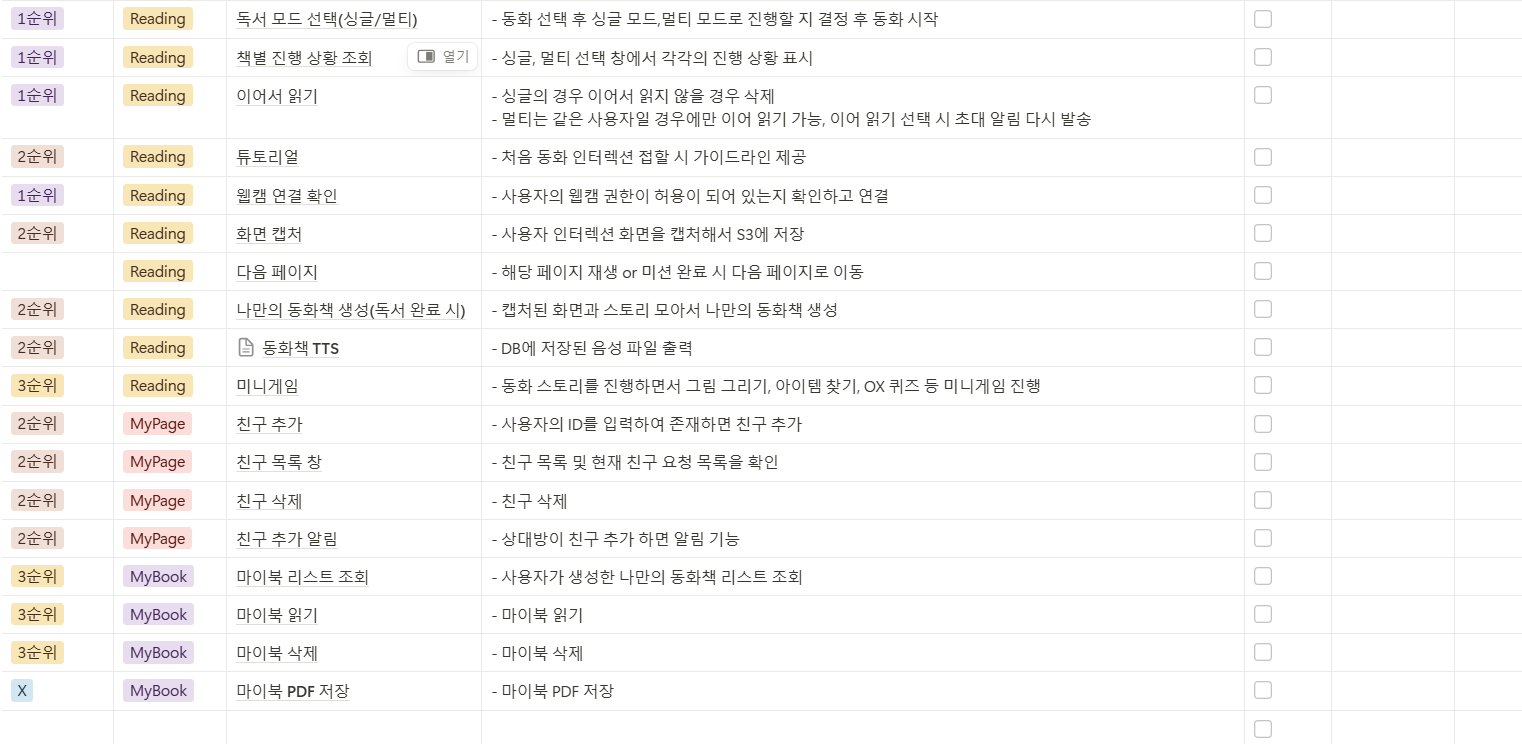 1순위 Reading 독서 모드 선택(싱글/멀티) - 동화 선택 후 싱글 모드,멀티 모드로 진행할 지 결정 후 동화 시작
1순위 Reading 책별 진행 상황 조회 열기 - 싱글, 멀티 선택 창에서 각각의 진행 상황 표시
1순위 Reading 이어서 읽기 - 싱글의 경우 이어서 읽지 않을 경우 삭제
- 멀티는 같은 사용자일 경우에만 이어 읽기 가능, 이어 읽기 선택 시 초대 알림 다시 발송
2순위 Reading 튜토리얼 - 처음 동화 인터렉션 접할 시 가이드라인 제공
1순위 Reading 웹캠 연결 확인 - 사용자의 웹캠 권한이 허용이 되어 있는지 확인하고 연결
2순위 Reading 화면 캡처 - 사용자 인터렉션 화면을 캡처해서 S3에 저장
Reading 다음 페이지 - 해당 페이지 재생 or 미션 완료 시 다음 페이지로 이동
2순위 Reading 나만의 동화책 생성(독서 완료 시) - 캡처된 화면과 스토리 모아서 나만의 동화책 생성
2순위 Reading 동화책 TTS - DB에 저장된 음성 파일 출력
3순위 Reading 미니게임 - 동화 스토리를 진행하면서 그림 그리기, 아이템 찾기, OX 퀴즈 등 미니게임 진행
2순위 MyPage 친구 추가 - 사용자의 ID를 입력하여 존재하면 친구 추가
2순위 MyPage 친구 목록 창 - 친구 목록 및 현재 친구 요청 목록을 확인
2순위 MyPage 친구 삭제 - 친구 삭제
2순위 MyPage 친구 추가 알림 - 상대방이 친구 추가 하면 알림 기능
3순위 MyBook 마이북 리스트 조회 - 사용자가 생성한 나만의 동화책 리스트 조회
3순위 MyBook 마이북 읽기 - 마이북 읽기
3순위 MyBook 마이북 삭제 - 마이북 삭제
X MyBook 마이북 PDF 저장 - 마이북 PDF 저장